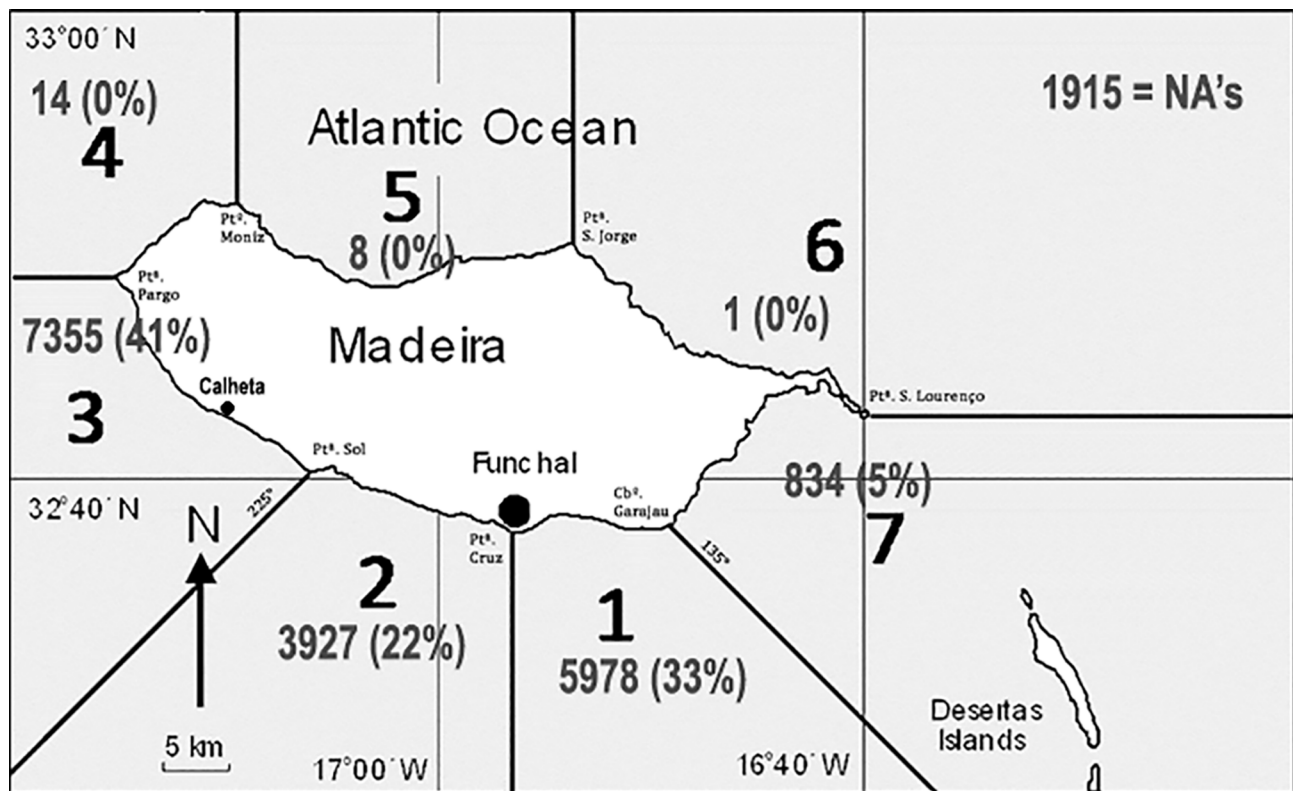 33°00´N
14 (0%)
4
Atlantic Ocean
5
8 (0%)
1915 = NA's
6
1 (0%)
Ptº.
Moniz
Ptª.
S. Jorge
Ptª.
Pargo
7355 (41%)
3
Madeira
Calheta
Ptª. S. Lourenço
Ptª. Sol
Funchal
Cbº.
Garajau
834 (5%)
7
32°40´N
225°
N
Ptª.
Cruz
135°
2
3927 (22%)
1
5978 (33%)
5 km
17°00´W
16°40´W
Desertas
Islands